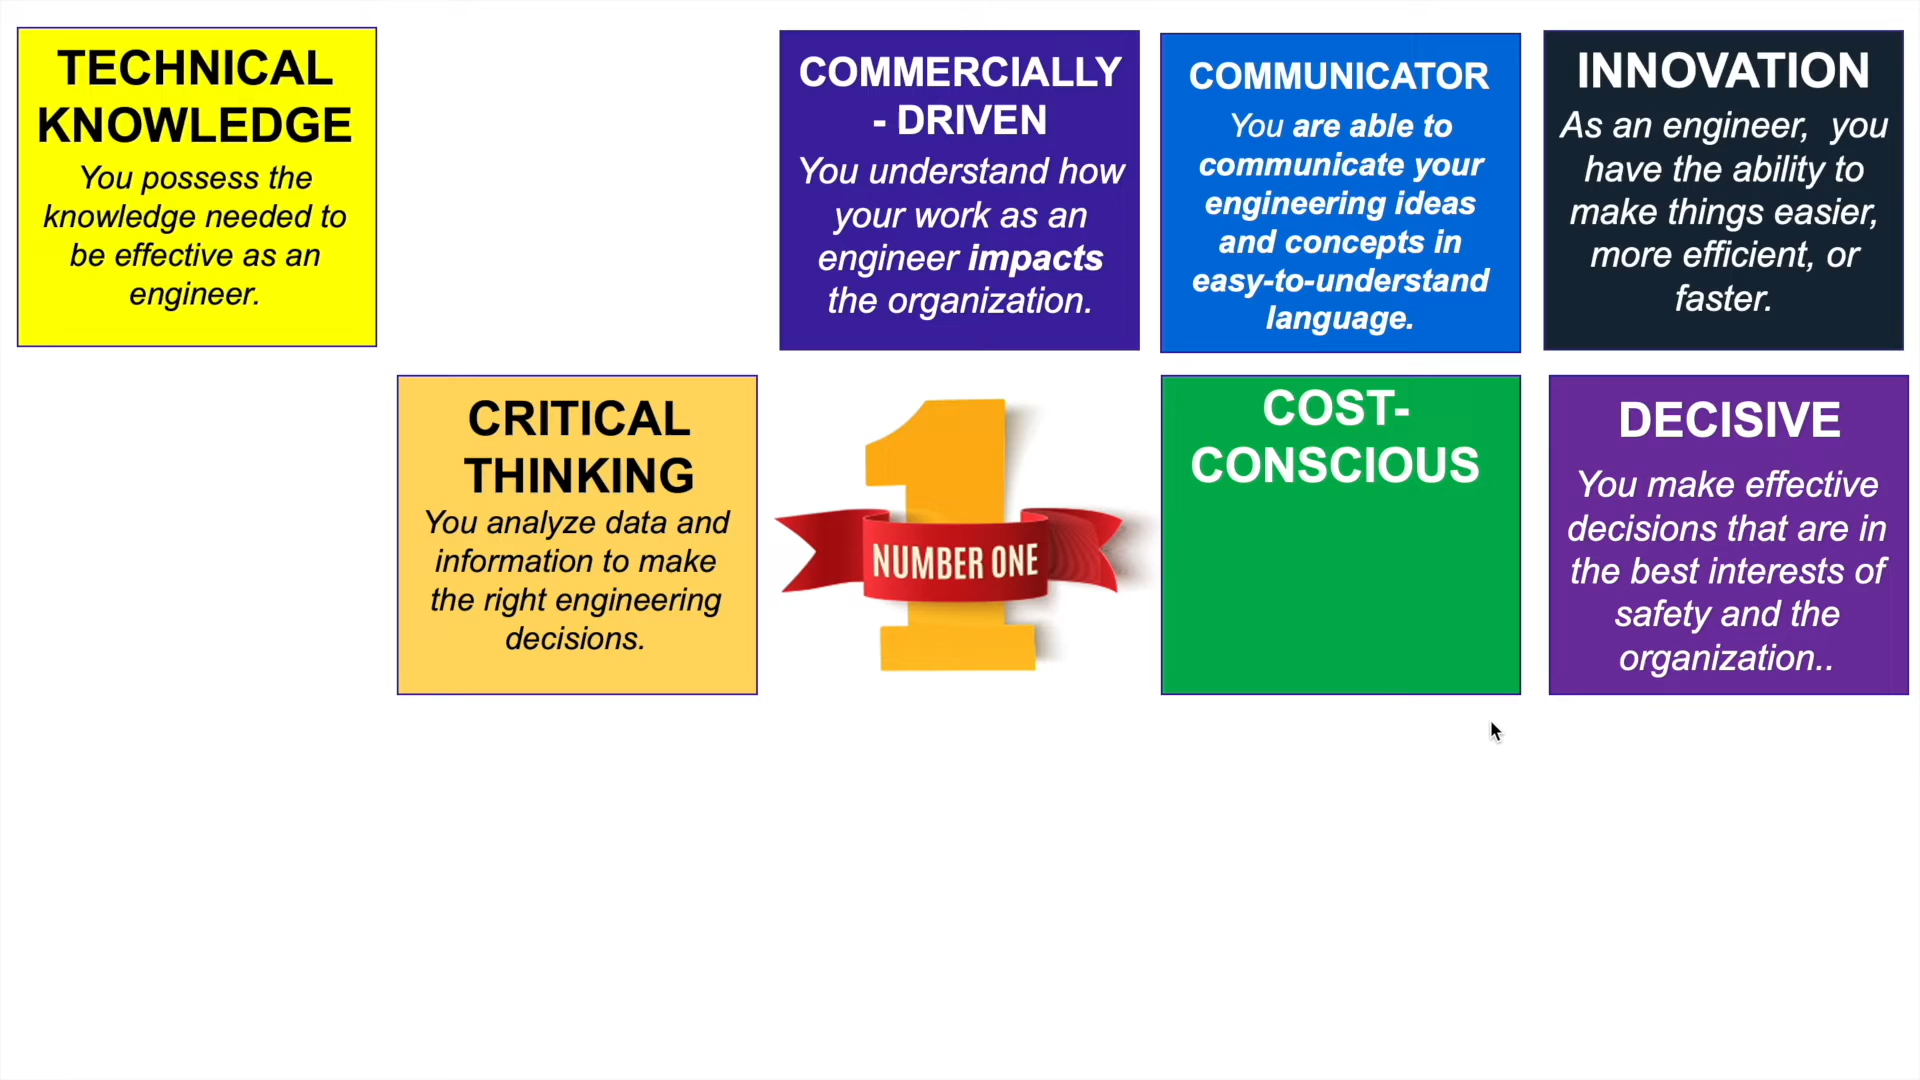 TECHNICAL
KNOWLEDGE
You possess the
knowledge needed to
be effective as an
engineer.
COMMERCIALLY
- DRIVEN
You understand how
your work as an
engineer impacts
the organization.
COMMUNICATOR
You are able to
communicate your
engineering ideas
and concepts in
easy-to-understand
language.
INNOVATION
As an engineer,  you
have the ability to
make things easier,
more efficient, or
faster.
CRITICAL
THINKING
You analyze data and
information to make
the right engineering
decisions.
1
NUMBER ONE
COST-
CONSCIOUS
DECISIVE
You make effective
decisions that are in
the best interests of
safety and the
organization..